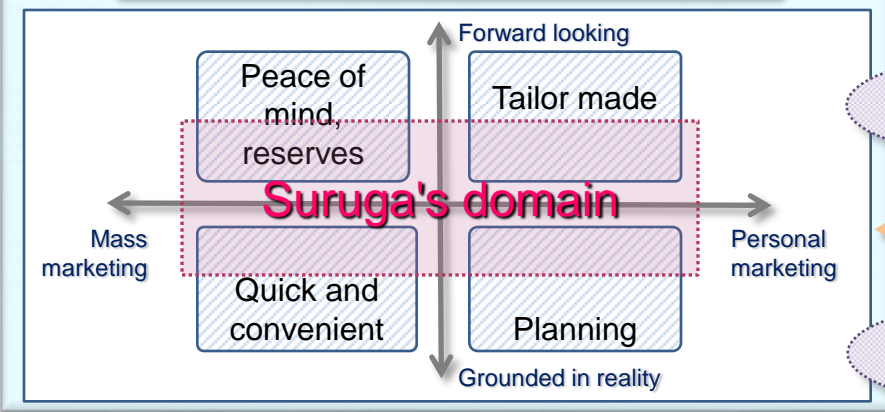 Forward looking
Peace of
mind,
reserves
Tailor made
Suruga's domain
Mass
marketing
Personal
marketing
Quick and
convenient
Planning
Grounded in reality